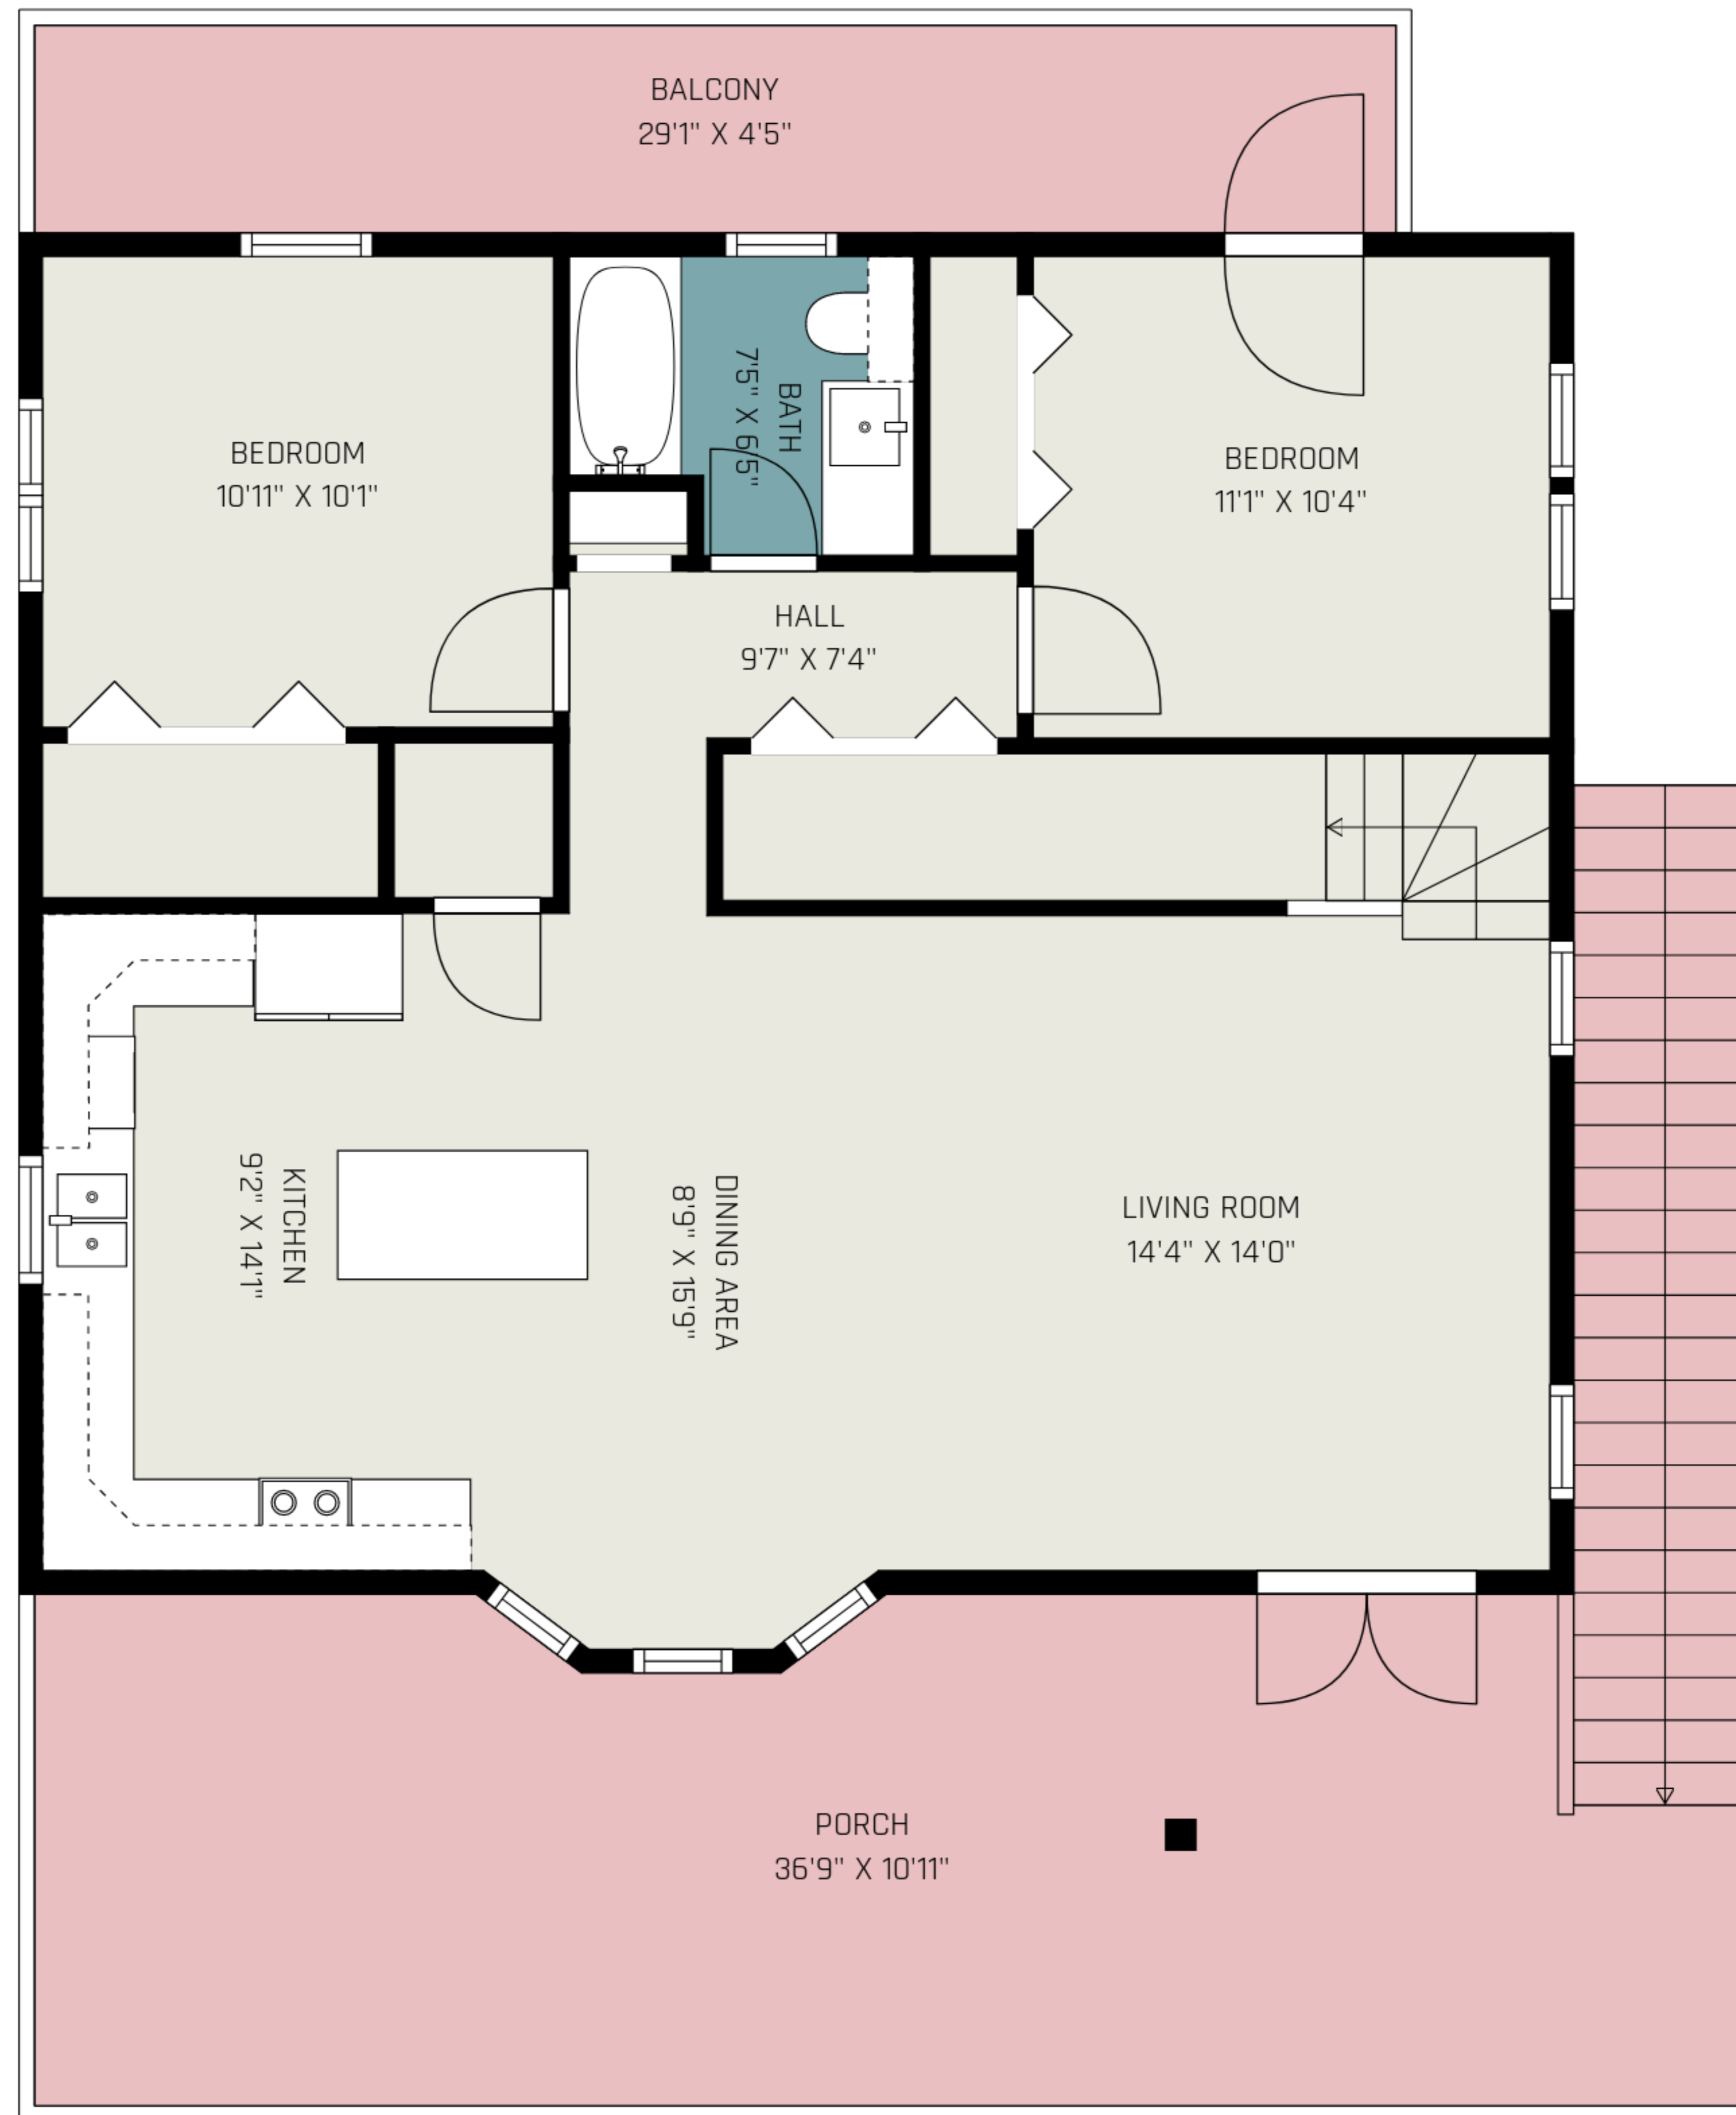 BALCONY
29'1" X 4'5"
BEDROOM
10'11" X 10'1"
BATH
7'5" X 6'5"
BEDROOM
11'1" X 10'4"
HALL
9'7" X 7'4"
KITCHEN
9'2" X 14'1"
DINING AREA
8'9" X 15'9"
LIVING ROOM
14'4" X 14'0"
PORCH
36'9" X 10'11"